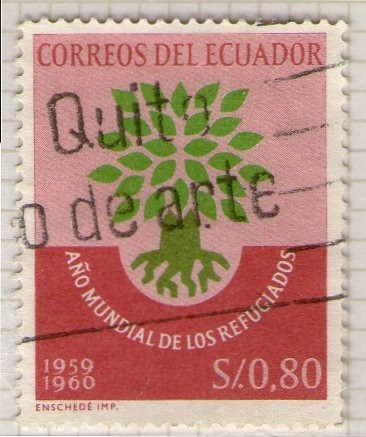 CORREOS DEL ECUADOR
Quito
o de arte
AÑO MUNDIAL DE LOS REFUGIADOS
1959
1960
S/.0,80
ENSCHEDÉ IMP.